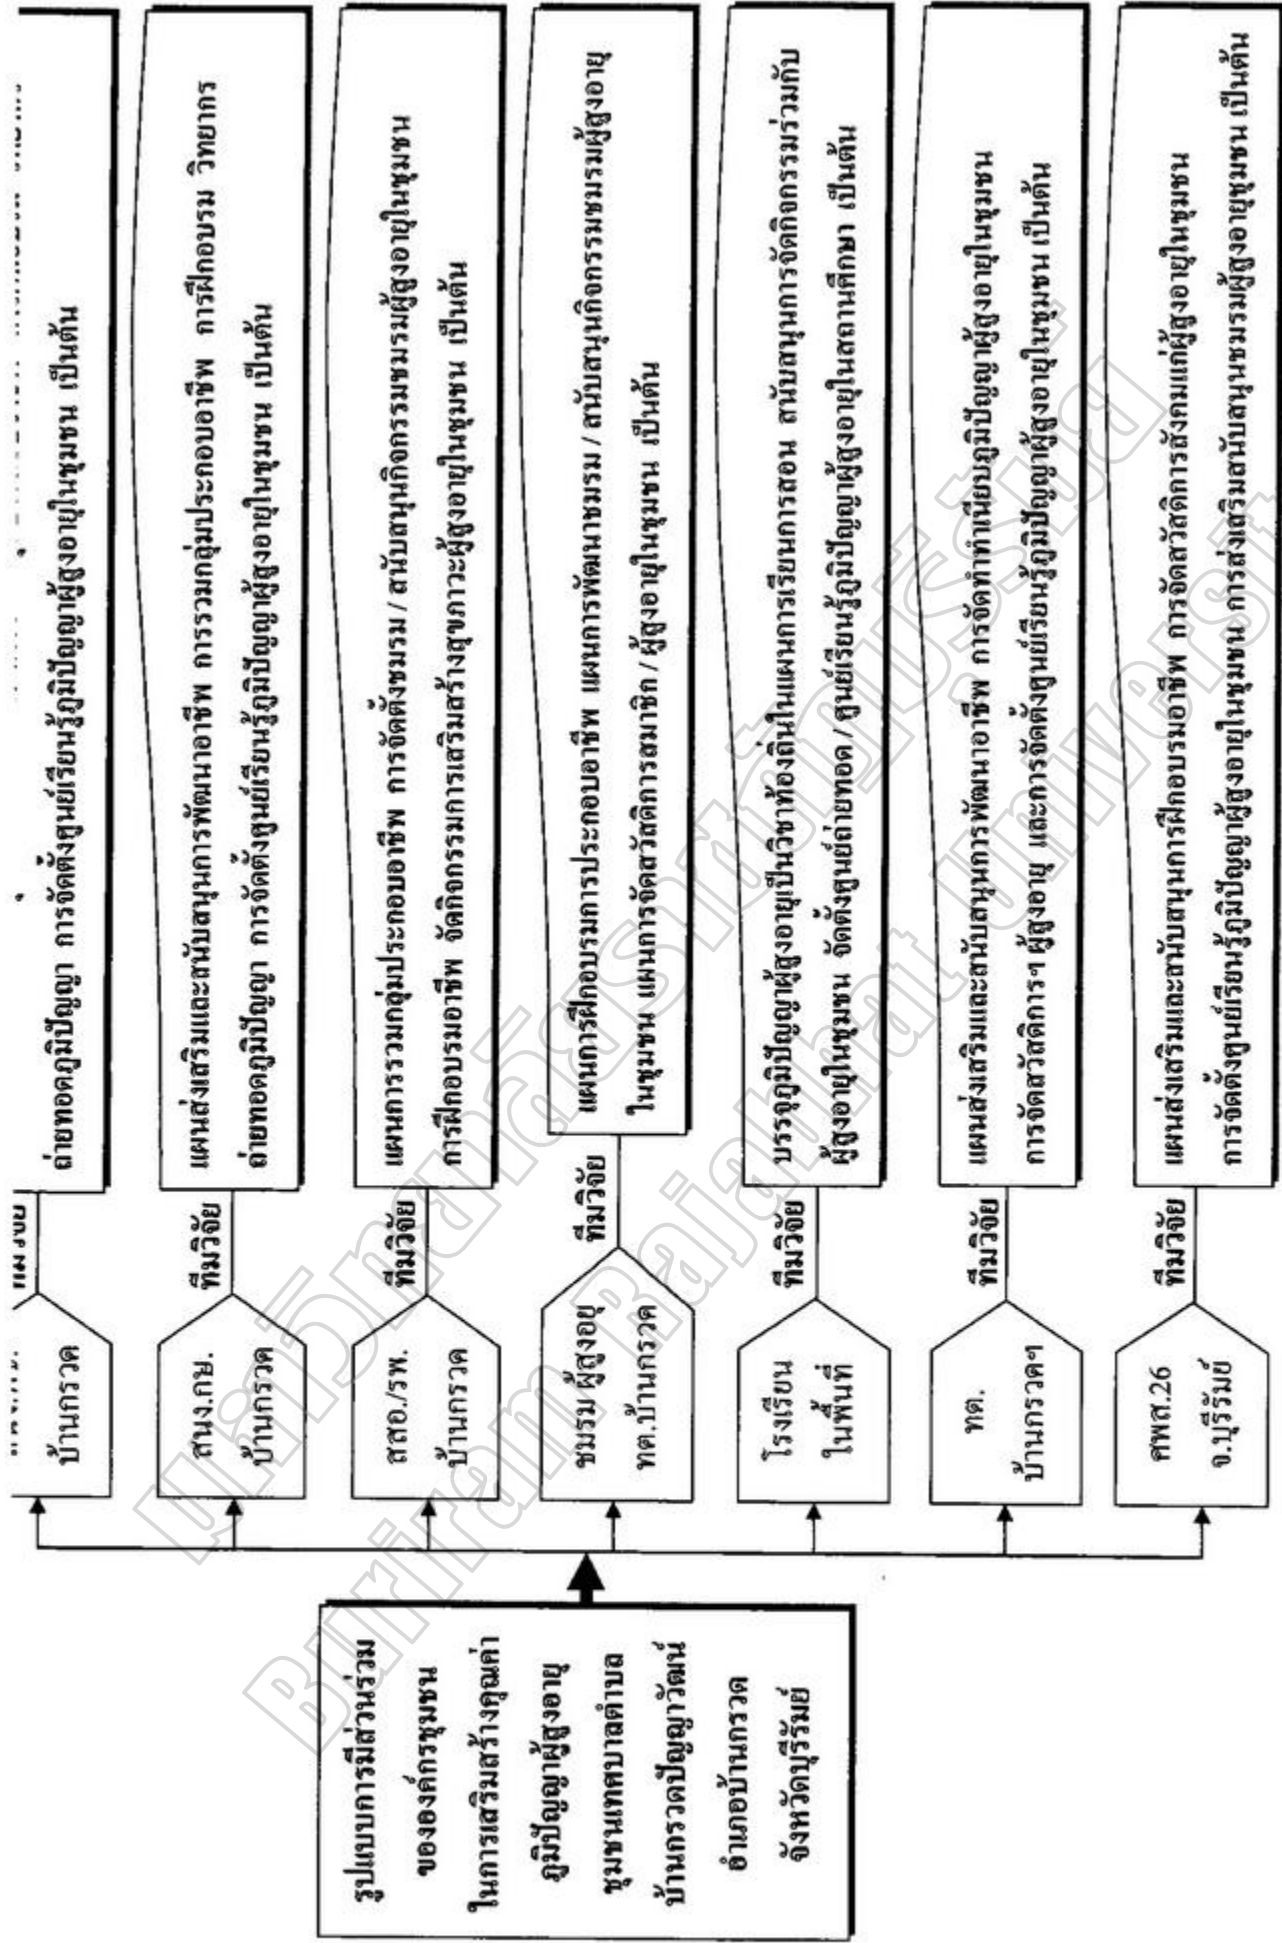 รูปแบบการมีส่วนร่วม
ขององค์กรชุมชน
ในการเสริมสร้างคุณค่า
ภูมิปัญญาผู้สูงอายุ
ชุมชนเทศบาลตำบล
บ้านกรวดปัญญาวัฒน์
อำเภอบ้านกรวด
จังหวัดบุรีรัมย์
บ้านกรวด
ทีมวิจัย
ถ่ายทอดภูมิปัญญา การจัดตั้งศูนย์เรียนรู้ภูมิปัญญาผู้สูงอายุในชุมชน เป็นต้น
สนง.กษ.
บ้านกรวด
ทีมวิจัย
แผนส่งเสริมและสนับสนุนการพัฒนาอาชีพ การรวมกลุ่มประกอบอาชีพ การฝึกอบรม วิทยากร
ถ่ายทอดภูมิปัญญา การจัดตั้งศูนย์เรียนรู้ภูมิปัญญาผู้สูงอายุในชุมชน เป็นต้น
สสอ./รพ.
บ้านกรวด
ทีมวิจัย
แผนการรวมกลุ่มประกอบอาชีพ การจัดตั้งชมรม / สนับสนุนกิจกรรมชมรมผู้สูงอายุในชุมชน
การฝึกอบรมอาชีพ จัดกิจกรรมการเสริมสร้างสุขภาวะผู้สูงอายุในชุมชน เป็นต้น
ชมรม ผู้สูงอยุ
ทต.บ้านกรวด
ทีมวิจัย
แผนการฝึกอบรมการประกอบอาชีพ แผนการพัฒนาชมรม / สนับสนุนกิจกรรมชมรมผู้สูงอายุ
ในชุมชน แผนการจัดสวัสดิการสมาชิก / ผู้สูงอายุในชุมชน เป็นต้น
โรงเรียน
ในพื้นที่
ทีมวิจัย
บรรจุภูมิปัญญาผู้สูงอายุเป็นวิชาท้องถิ่นในแผนการเรียนการสอน สนับสนุนการจัดกิจกรรมร่วมกับ
ผู้สูงอายุในชุมชน จัดตั้งศูนย์ถ่ายทอด / ศูนย์เรียนรู้ภูมิปัญญาผู้สูงอายุในสถานศึกษา เป็นต้น
ทต.
บ้านกรวดฯ
ทีมวิจัย
แผนส่งเสริมและสนับสนุนการพัฒนาอาชีพ การจัดทำทำเนียบภูมิปัญญาผู้สูงอายุในชุมชน
การจัดสวัสดิการฯ ผู้สูงอายุ และการจัดตั้งศูนย์เรียนรู้ภูมิปัญญาผู้สูงอายุในชุมชน เป็นต้น
ศพส.26
จ.บุรีรัมย์
ทีมวิจัย
แผนส่งเสริมและสนับสนุนการฝึกอบรมอาชีพ การจัดสวัสดิการสังคมแก่ผู้สูงอายุในชุมชน
การจัดตั้งศูนย์เรียนรู้ภูมิปัญญาผู้สูงอายุในชุมชน การส่งเสริมสนับสนุนชมรมผู้สูงอายุชุมชน เป็นต้น
มหาวิทยาลัยราชภัฏบุรีรัมย์
Buriram Rajabhat Universit